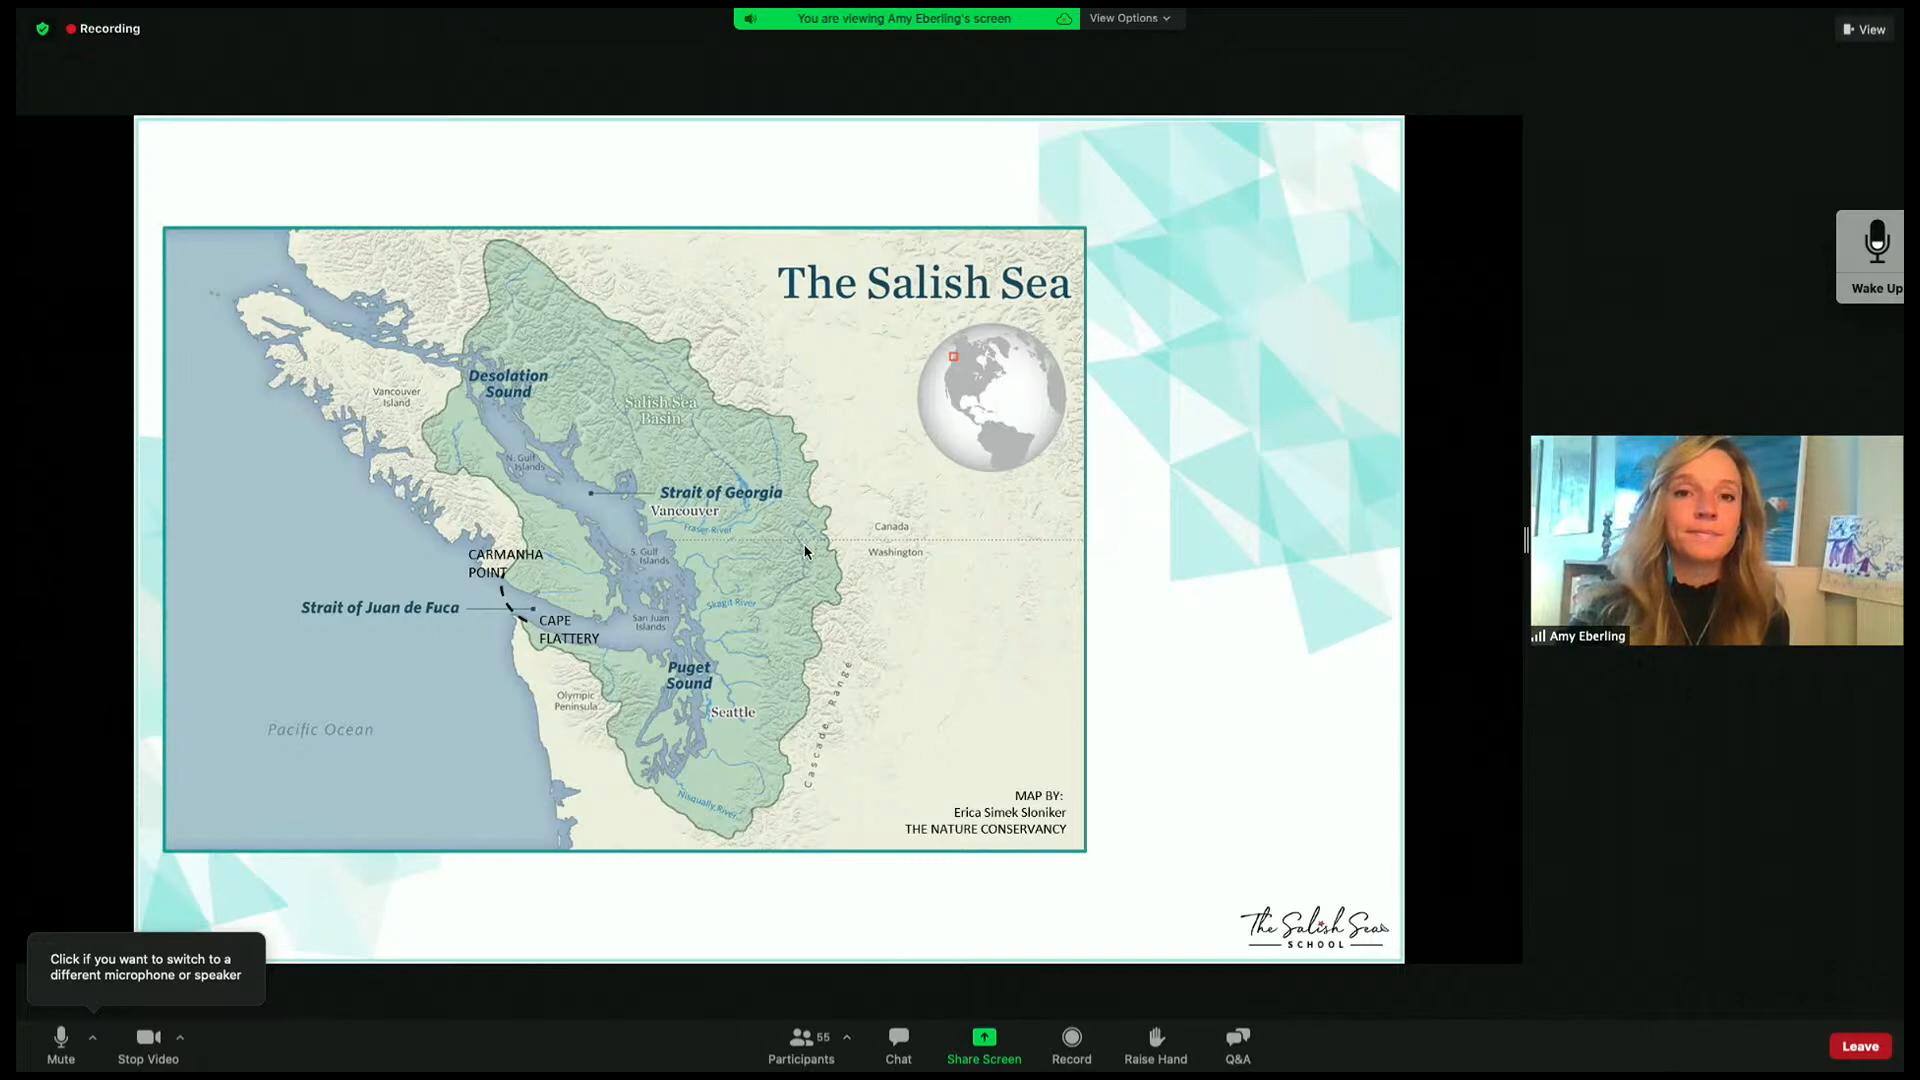 You are viewing Amy Eberling's screen
View Options
Recording
View
The Salish Sea
Desolation
Sound
Vancouver
Island
Salish Sea
Basin
N. Gulf
Islands
Strait of Georgia
Vancouver
Fraser River
Canada
Washington
S. Gulf
Islands
CARMANHA
POINT
Strait of Juan de Fuca
CAPE
FLATTERY
Skagit River
San Juan
Islands
Puget
Sound
Olympic
Peninsula
Seattle
Cascade Range
Pacific Ocean
Nisqually River
MAP BY:
Erica Simek Sloniker
THE NATURE CONSERVANCY
The Salish Sea
SCHOOL
Wake Up
Amy Eberling
Click if you want to switch to a
different microphone or speaker
Mute
Stop Video
55
Participants
Chat
Share Screen
Record
Raise Hand
Q&A
Leave